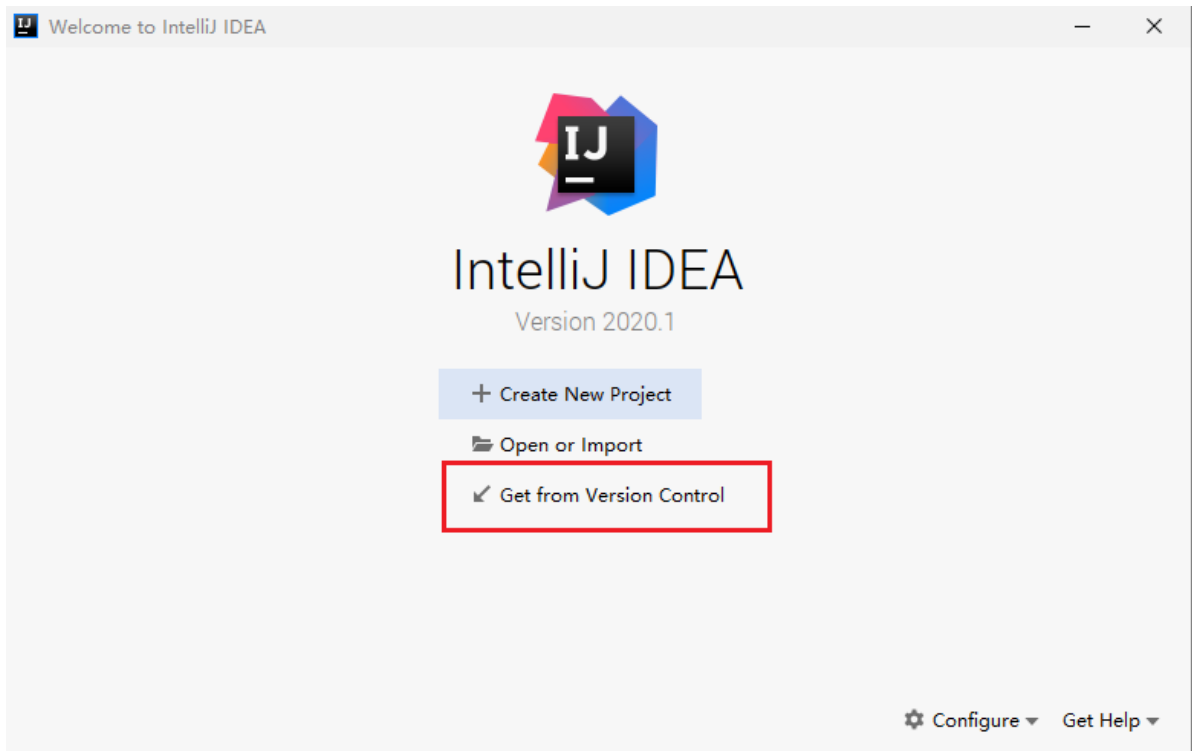 Welcome to IntelliJ IDEA
IJ
IntelliJ IDEA
Version 2020.1
Create New Project
Open or Import
Get from Version Control
Configure
Get Help